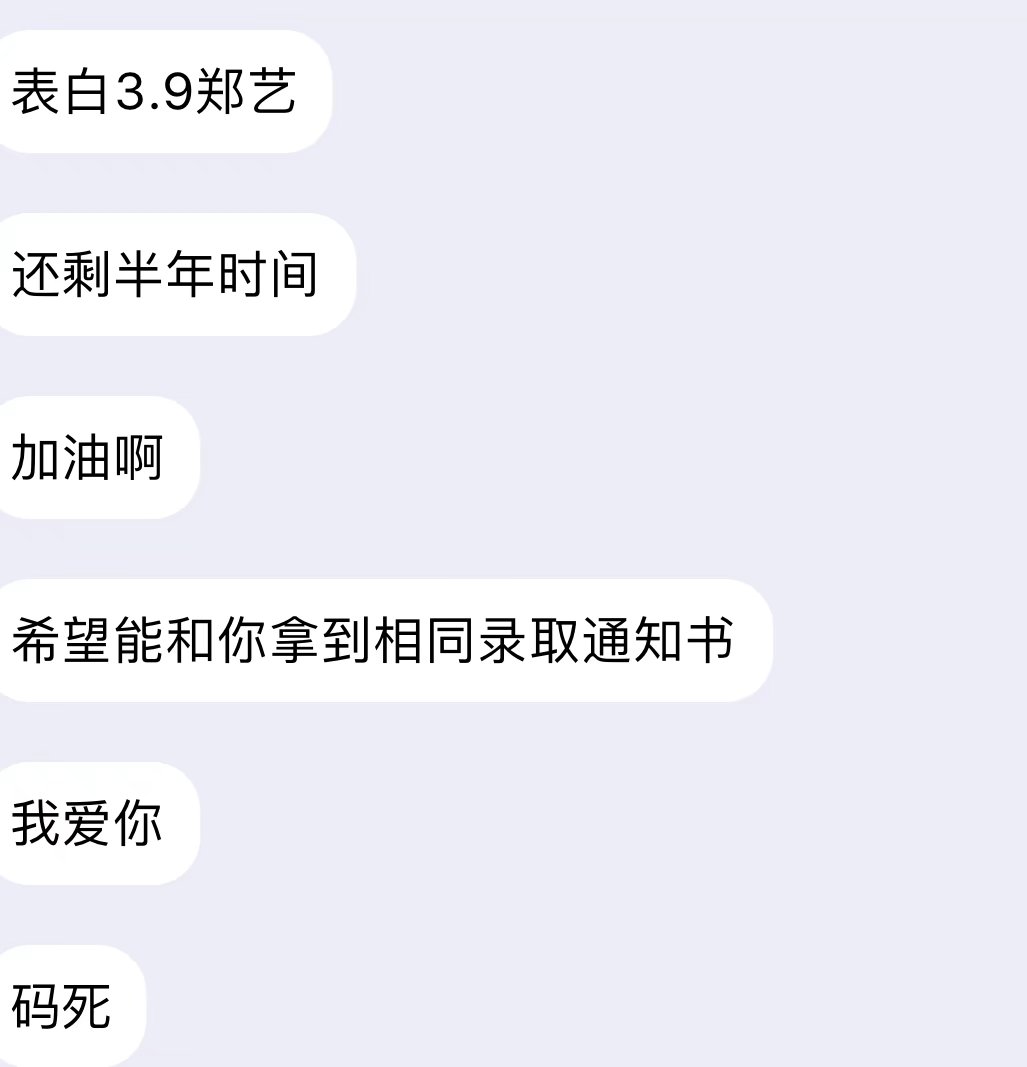 表白3.9郑艺
还剩半年时间
加油啊
希望能和你拿到相同录取通知书
我爱你
码死